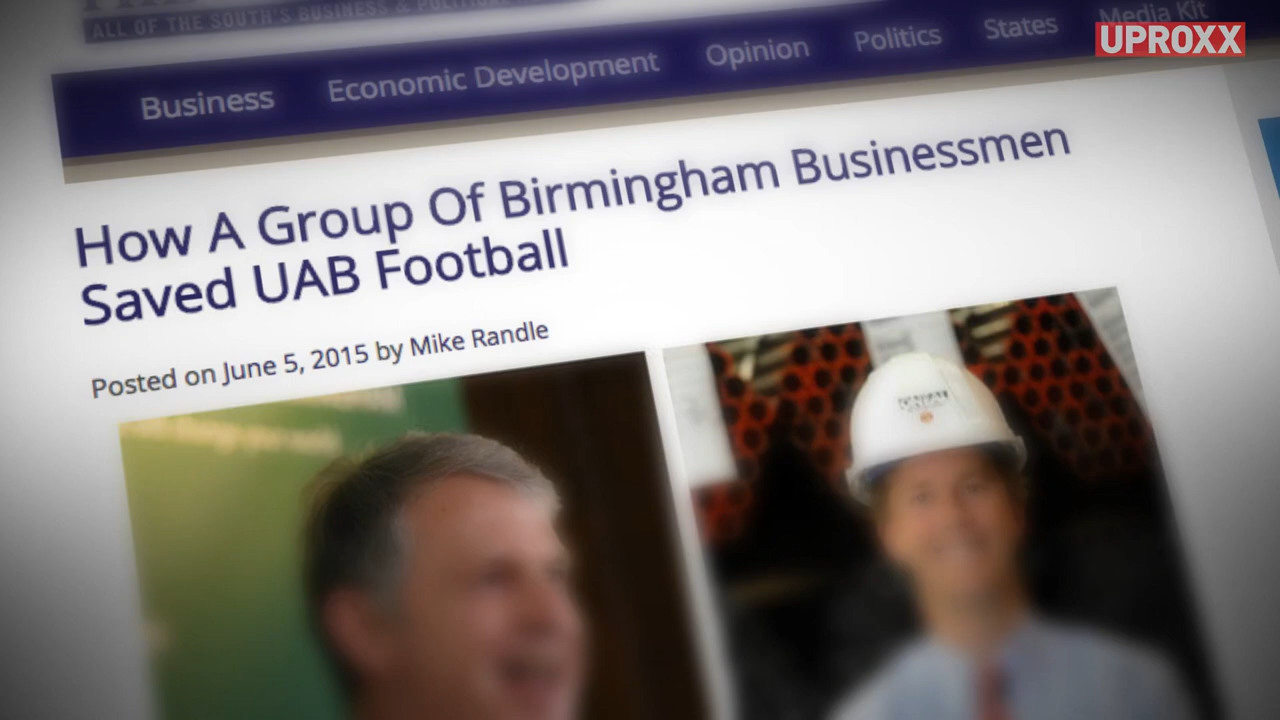 ALL OF THE SOUTH'S BUSINESS &
Business Economic Development Opinion Politics States Media Kit
UPROXX
How A Group Of Birmingham Businessmen
Saved UAB Football
Posted on June 5, 2015 by Mike Randle